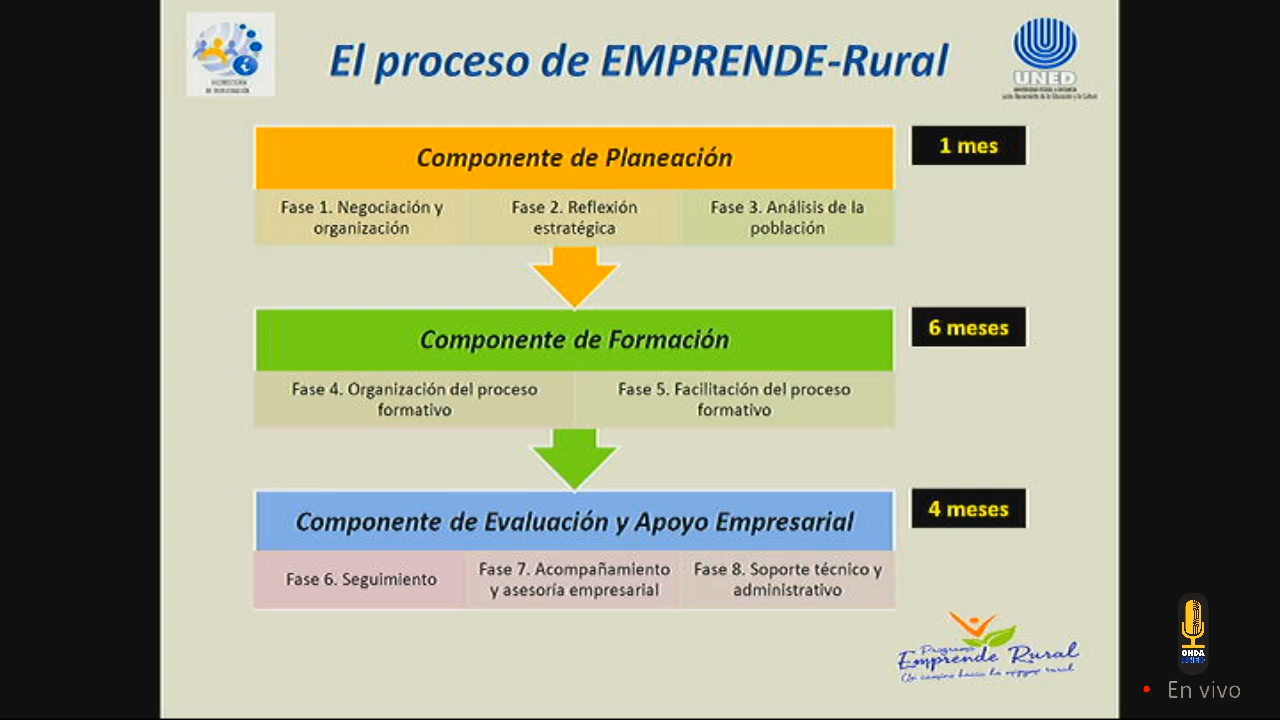 El proceso de EMPRENDE-Rural
UNED
Componente de Planeación
1 mes
Fase 1. Negociación y
organización
Fase 2. Reflexión
estratégica
Fase 3. Análisis de la
población
Componente de Formación
6 meses
Fase 4. Organización del proceso
formativo
Fase 5. Facilitación del proceso
formativo
Componente de Evaluación y Apoyo Empresarial
4 meses
Fase 6. Seguimiento
Fase 7. Acompañamiento
y asesoría empresarial
Fase 8. Soporte técnico y
administrativo
Programa
Emprende Rural
ONDA
UNED
En vivo